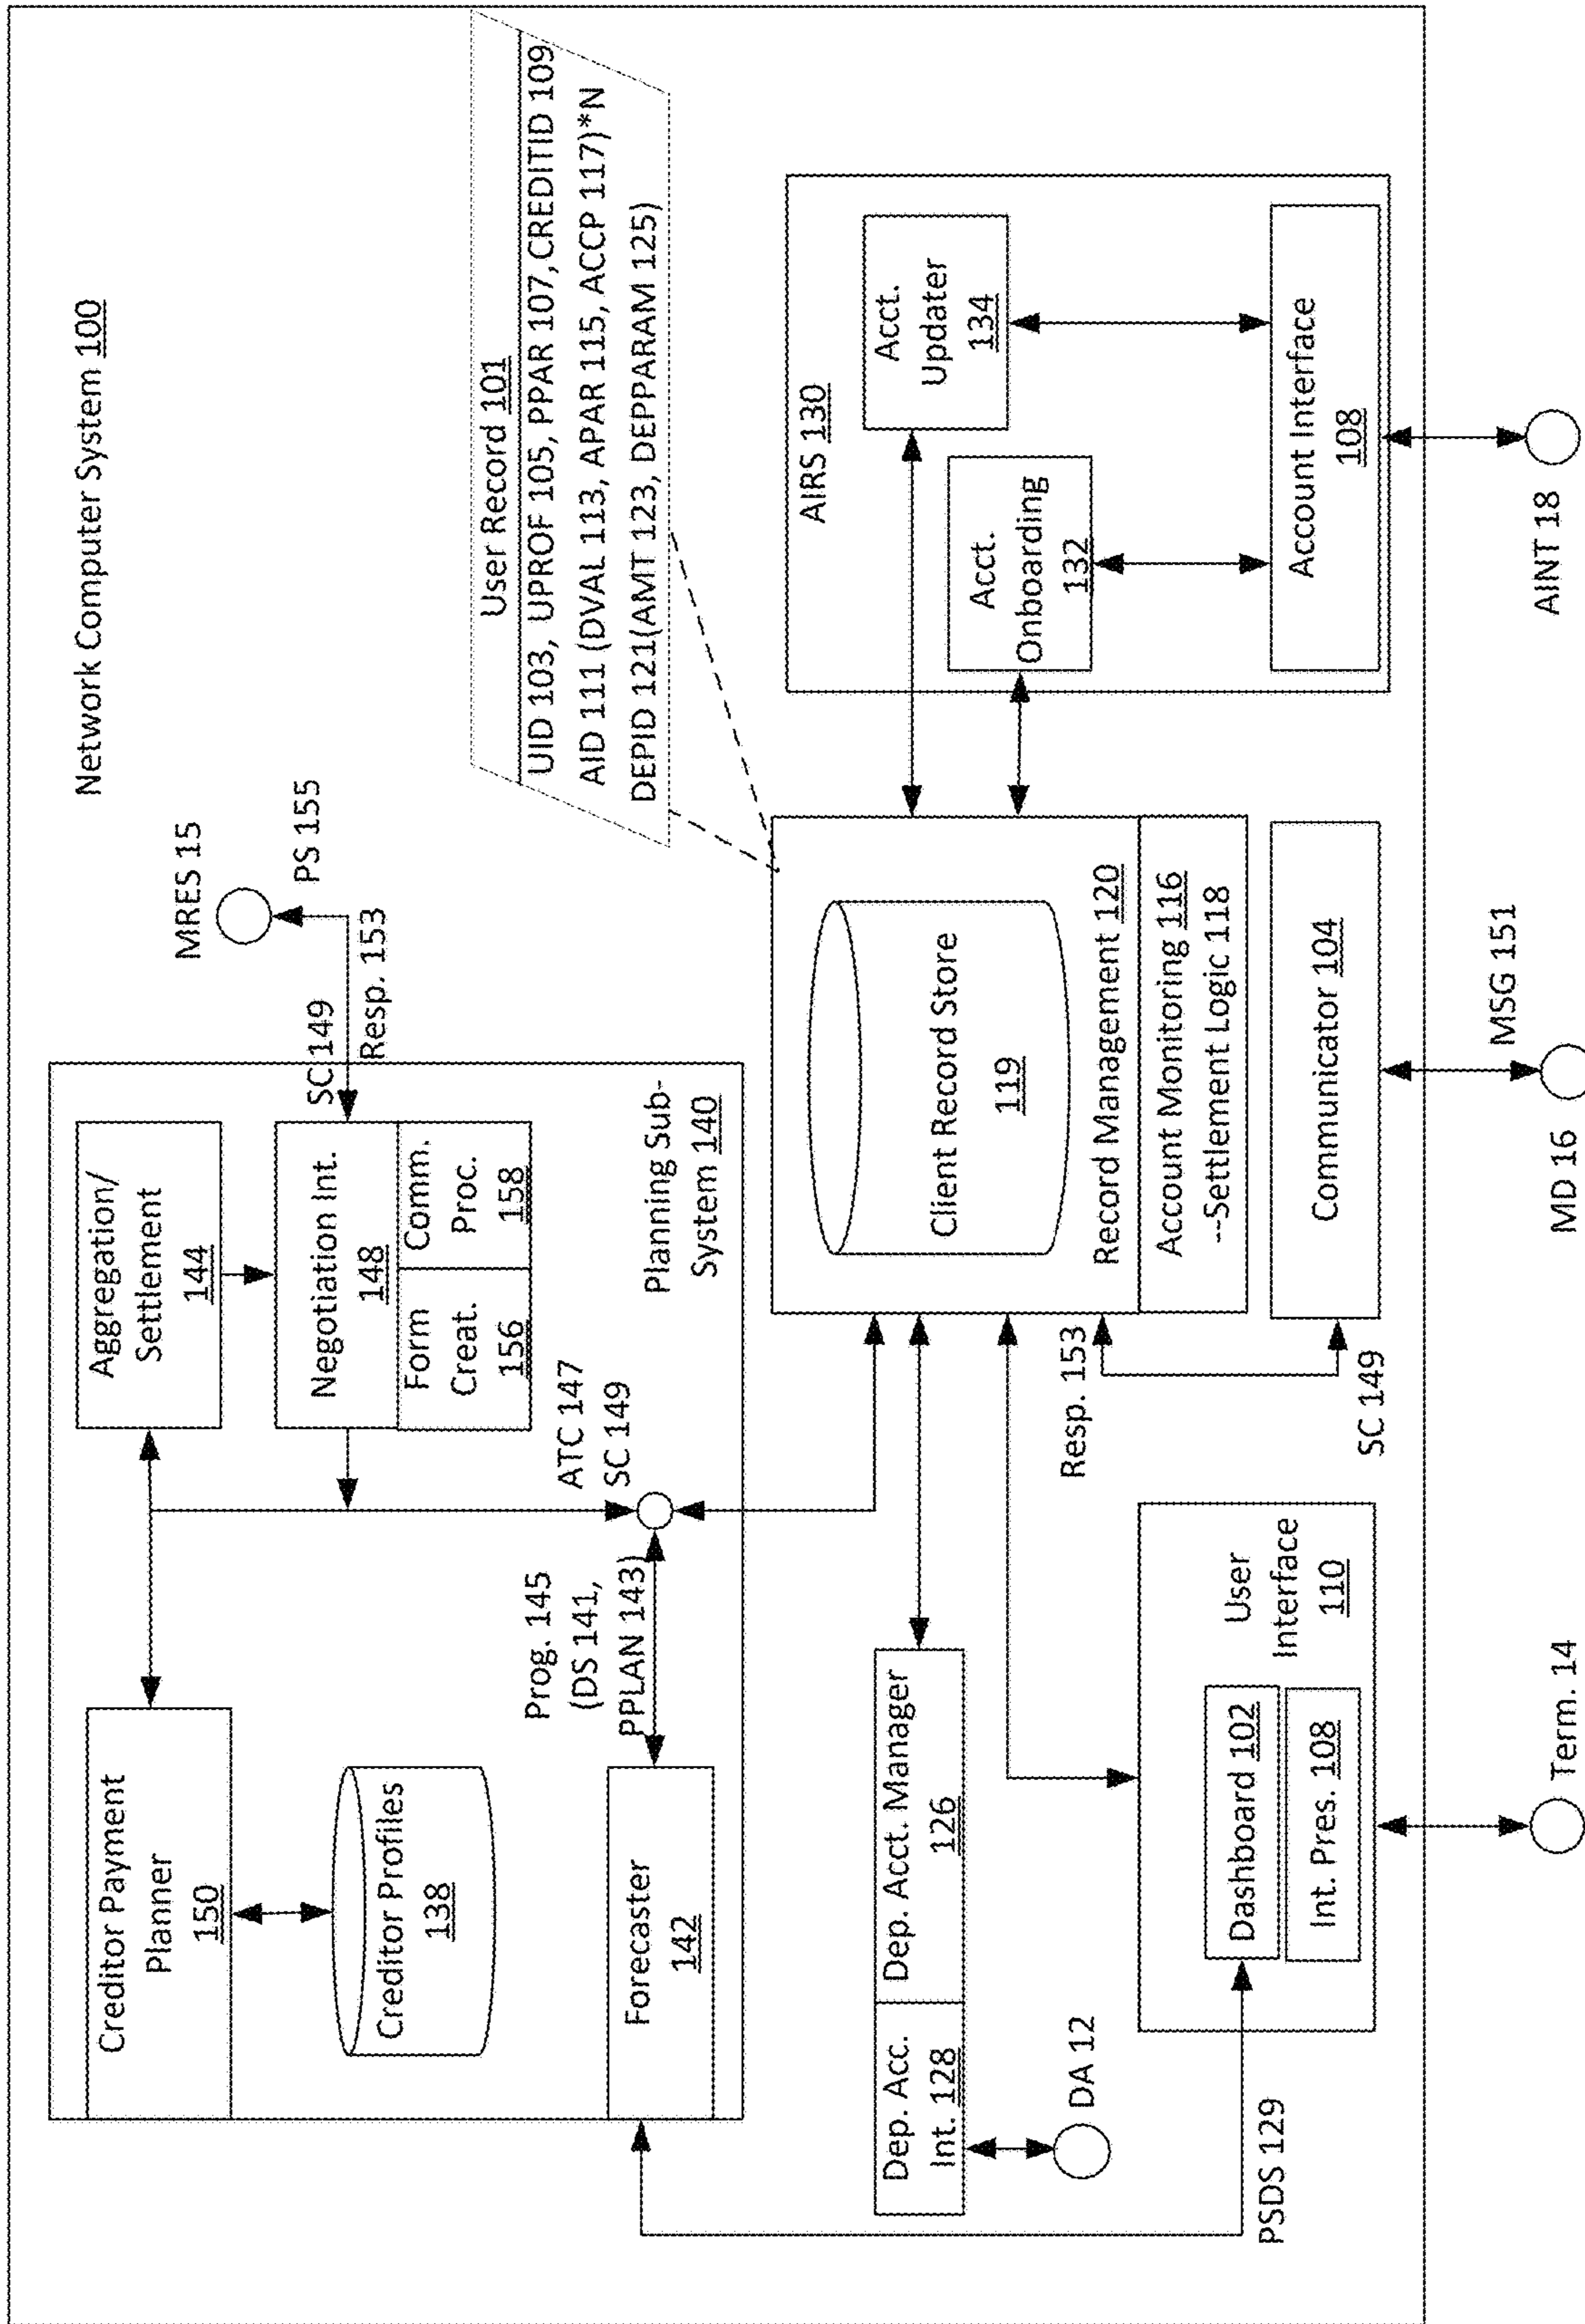 Network Computer System 100
MRES 15
PS 155
SC 149
Resp. 153
User Record 101
UID 103, UPROF 105, PPAR 107,CREDITID 109
AID 111 (DVAL 113, APAR 115, ACCP 117)*N
DEPID 121(AMT 123, DEPPARAM 125)
Creditor Payment
Planner
150
Aggregation/
Settlement
144
Negotiation Int.
148
Form
Creat.
156
Comm.
Proc.
158
Creditor Profiles
138
Planning Sub-
System 140
ATC 147
SC 149
Prog. 145
(DS 141,
PPLAN 143)
Forecaster
142
Client Record Store
119
Record Management 120
Account Monitoring 116
--Settlement Logic 118
AIRS 130
Acct.
Updater
134
Acct.
Onboarding
132
Account Interface
108
Dep. Acc.
Int. 128
Dep. Acct. Manager
126
DA 12
Resp. 153
SC 149
Communicator 104
User
Interface
110
Dashboard 102
Int. Pres. 108
PSDS 129
Term. 14
MD 16
MSG 151
AINT 18